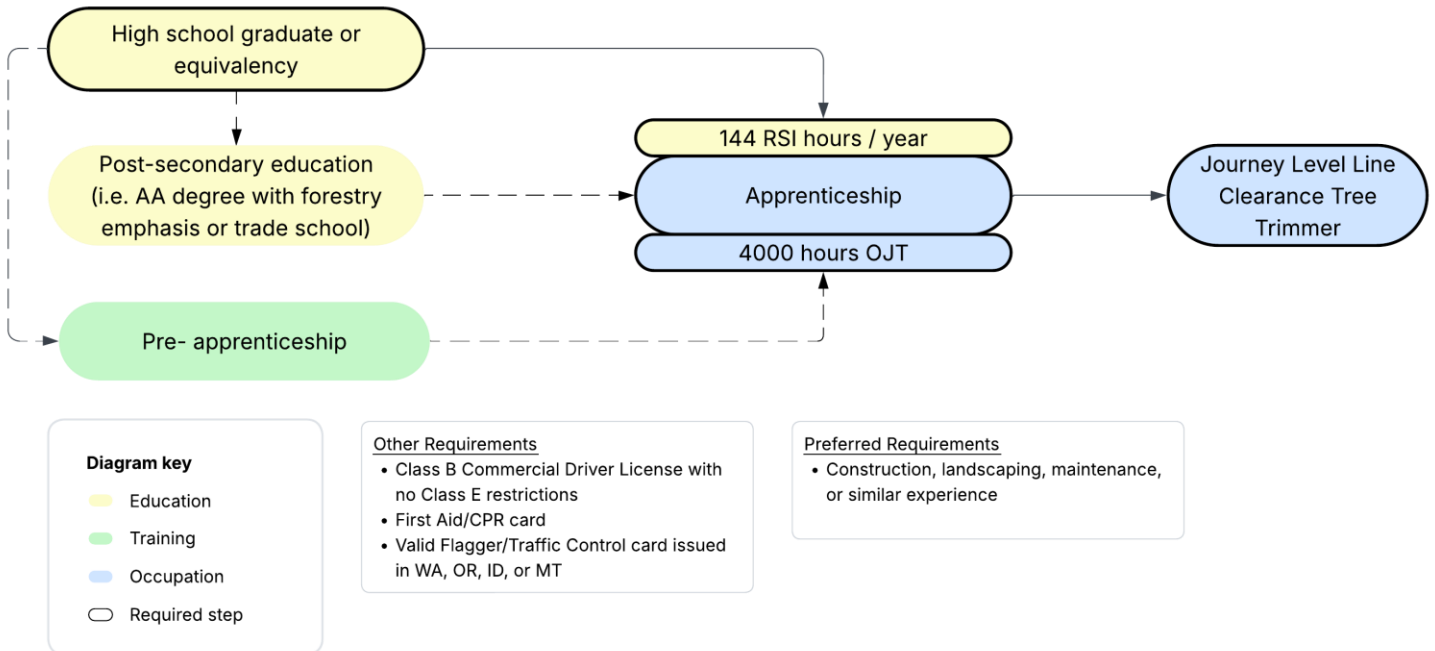 High school graduate or
equivalency
144 RSI hours / year
Post-secondary education
(i.e. AA degree with forestry
emphasis or trade school)
Apprenticeship
Journey Level Line
Clearance Tree
Trimmer
4000 hours OJT
Pre- apprenticeship
Diagram key
Education
Training
Occupation
Required step
Other Requirements
• Class B Commercial Driver License with
no Class E restrictions
• First Aid/CPR card
• Valid Flagger/Traffic Control card issued
in WA, OR, ID, or MT
Preferred Requirements
• Construction, landscaping, maintenance,
or similar experience